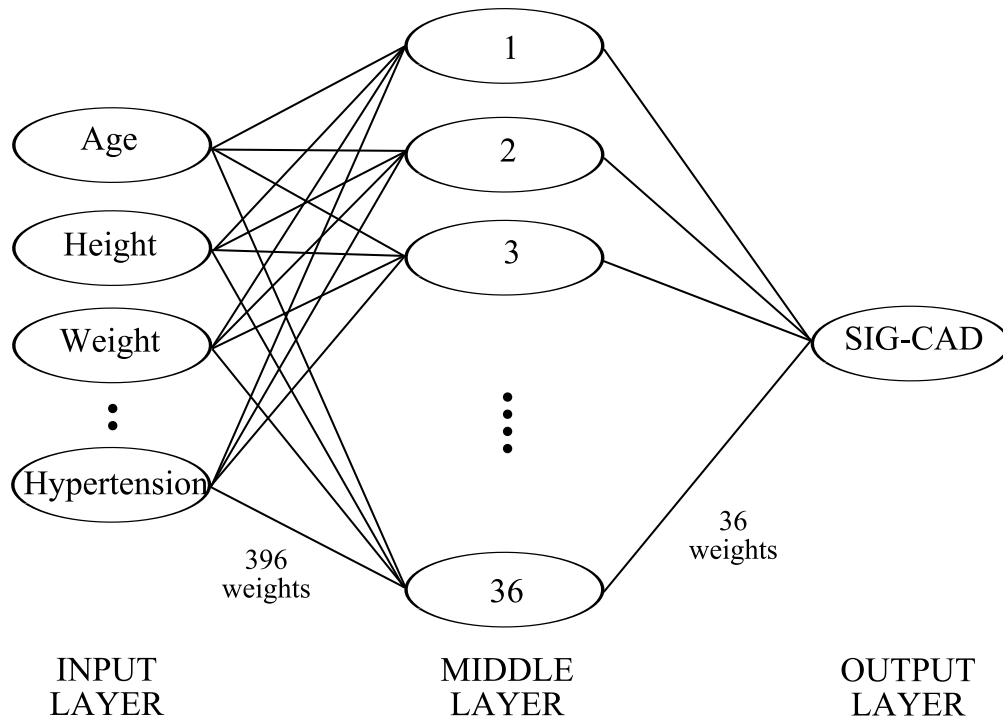 1
Age
2
Height
3
Weight
SIG-CAD
Hypertension
396
weights
36
weights
36
INPUT
LAYER
MIDDLE
LAYER
OUTPUT
LAYER